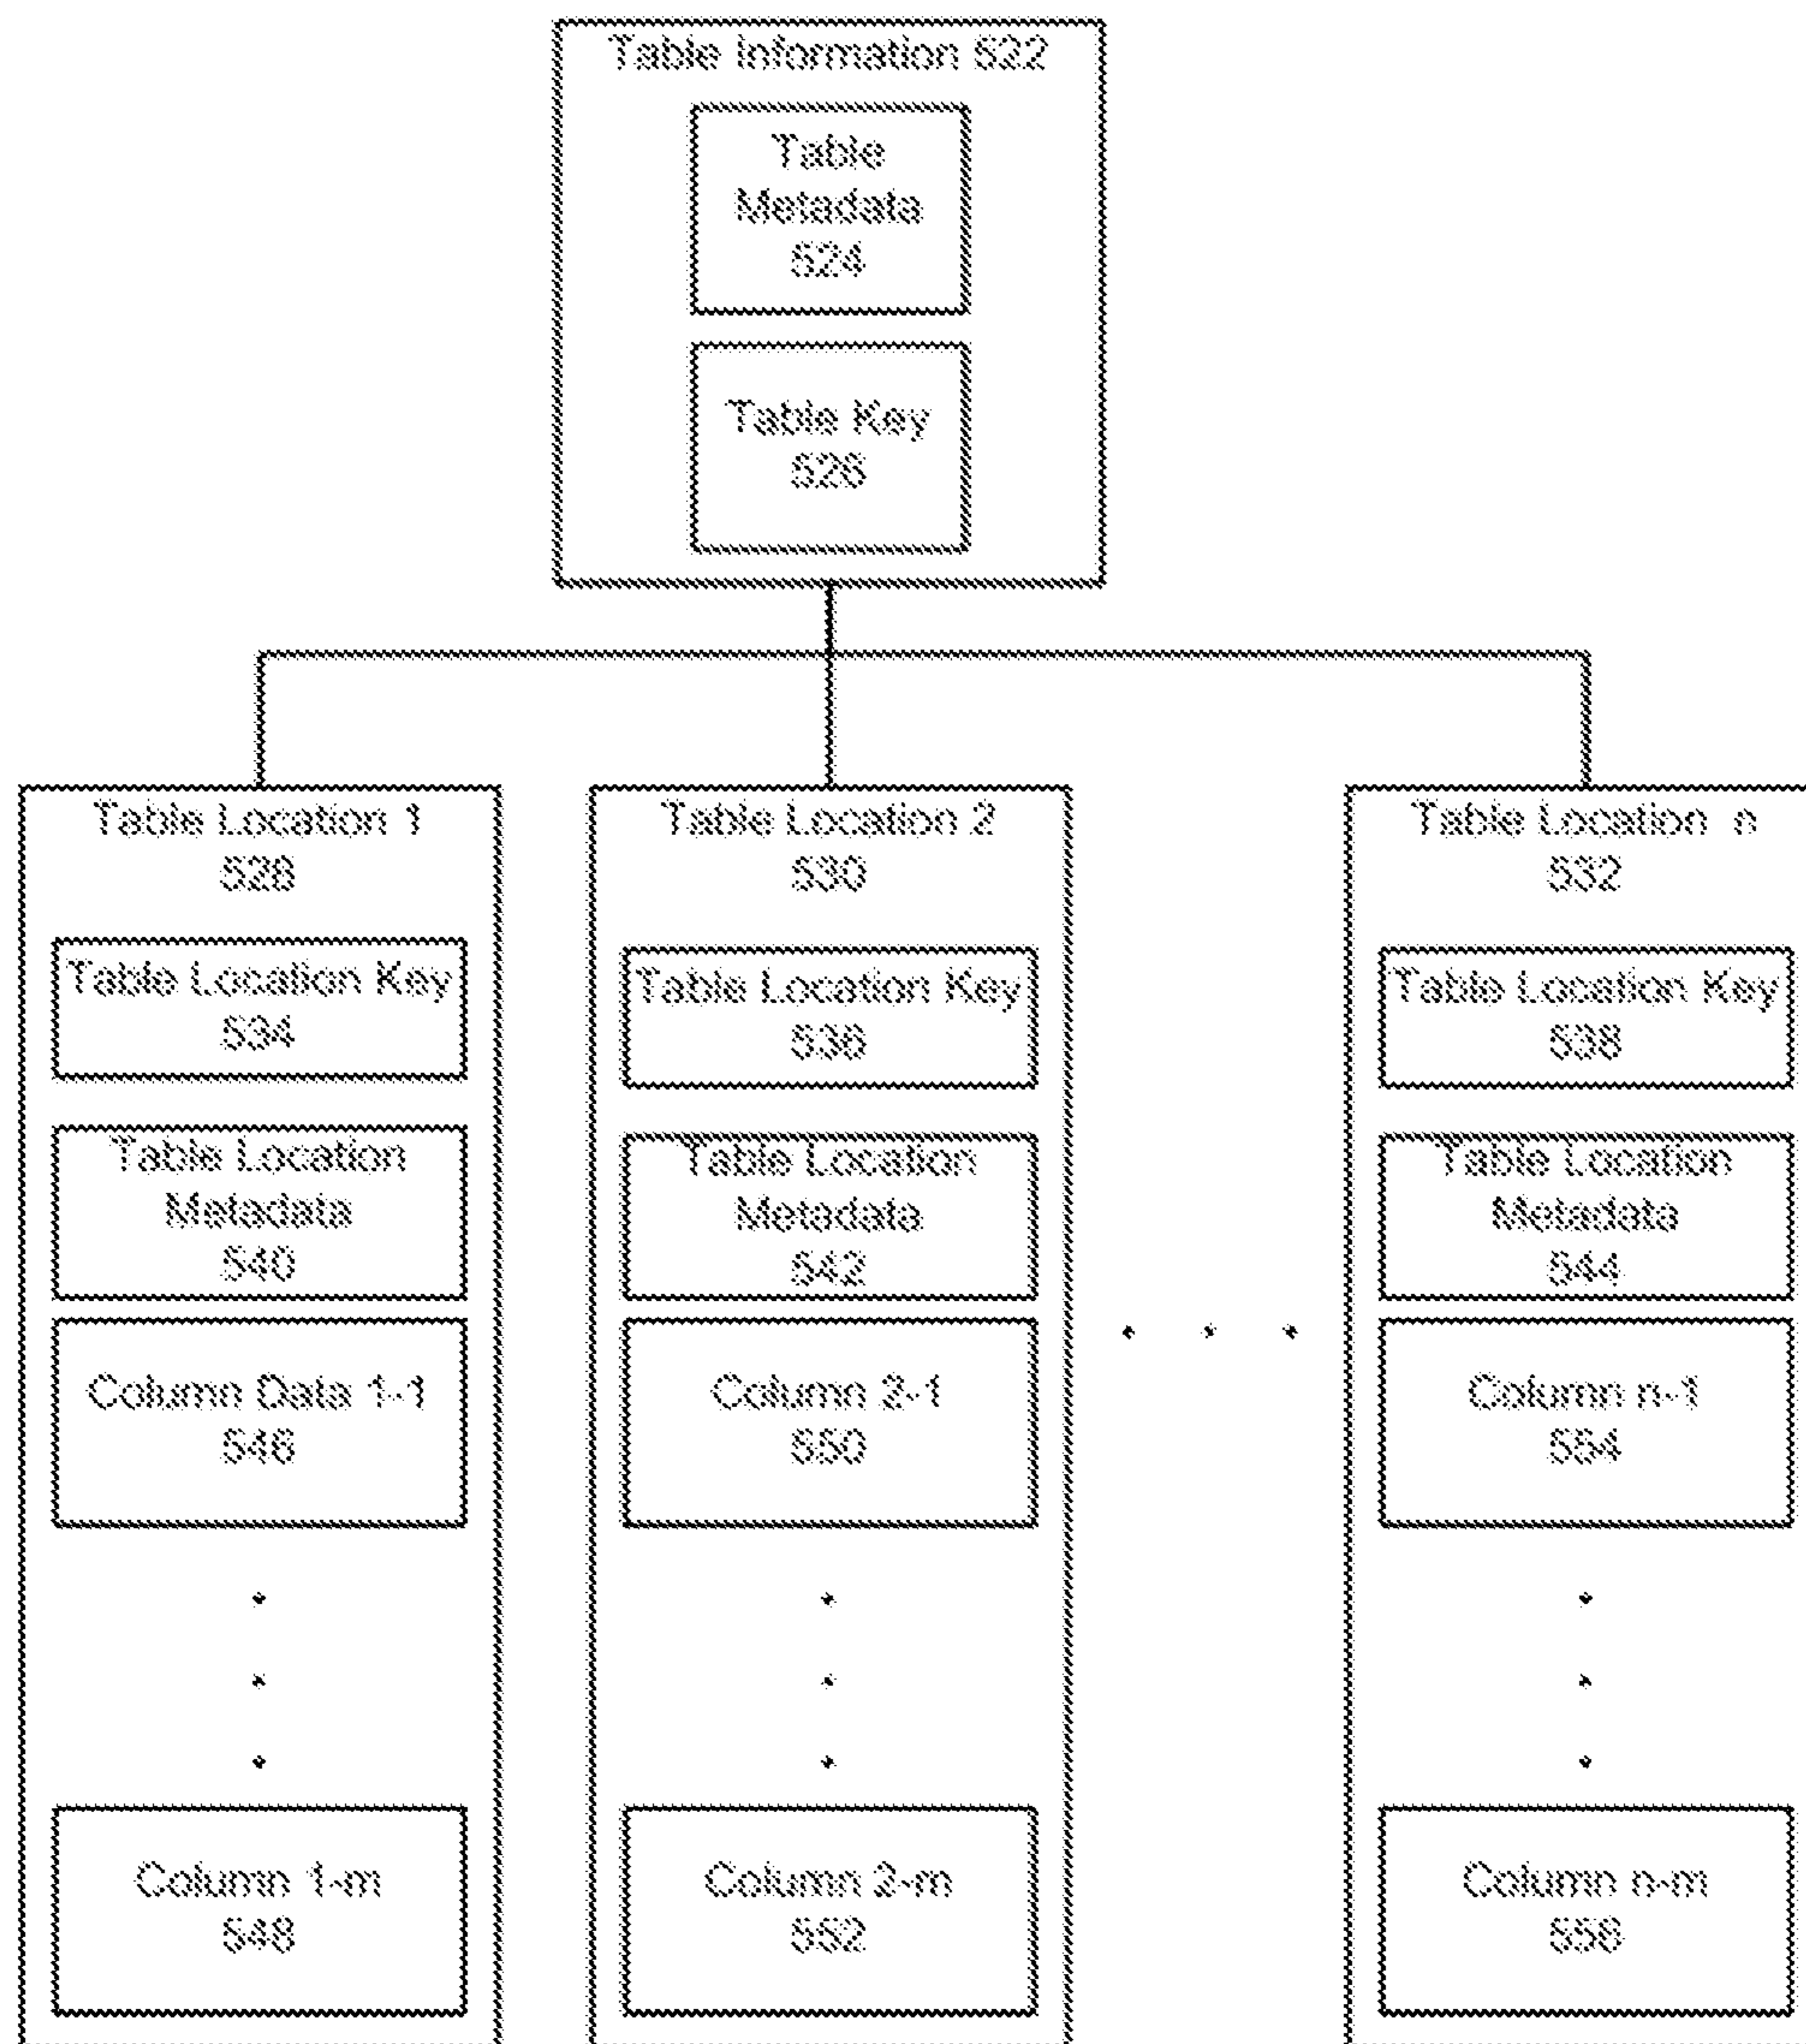 Table Information 522
Table
Metadata
524
Table Key
526
Table Location 1
528
Table Location Key
534
Table Location
Metadata
540
Column Data 1-1
546
Column 1-m
548
Table Location 2
530
Table Location Key
536
Table Location
Metadata
542
Column 2-1
550
Column 2-m
552
Table Location n
532
Table Location Key
538
Table Location
Metadata
544
Column n-1
554
Column n-m
556